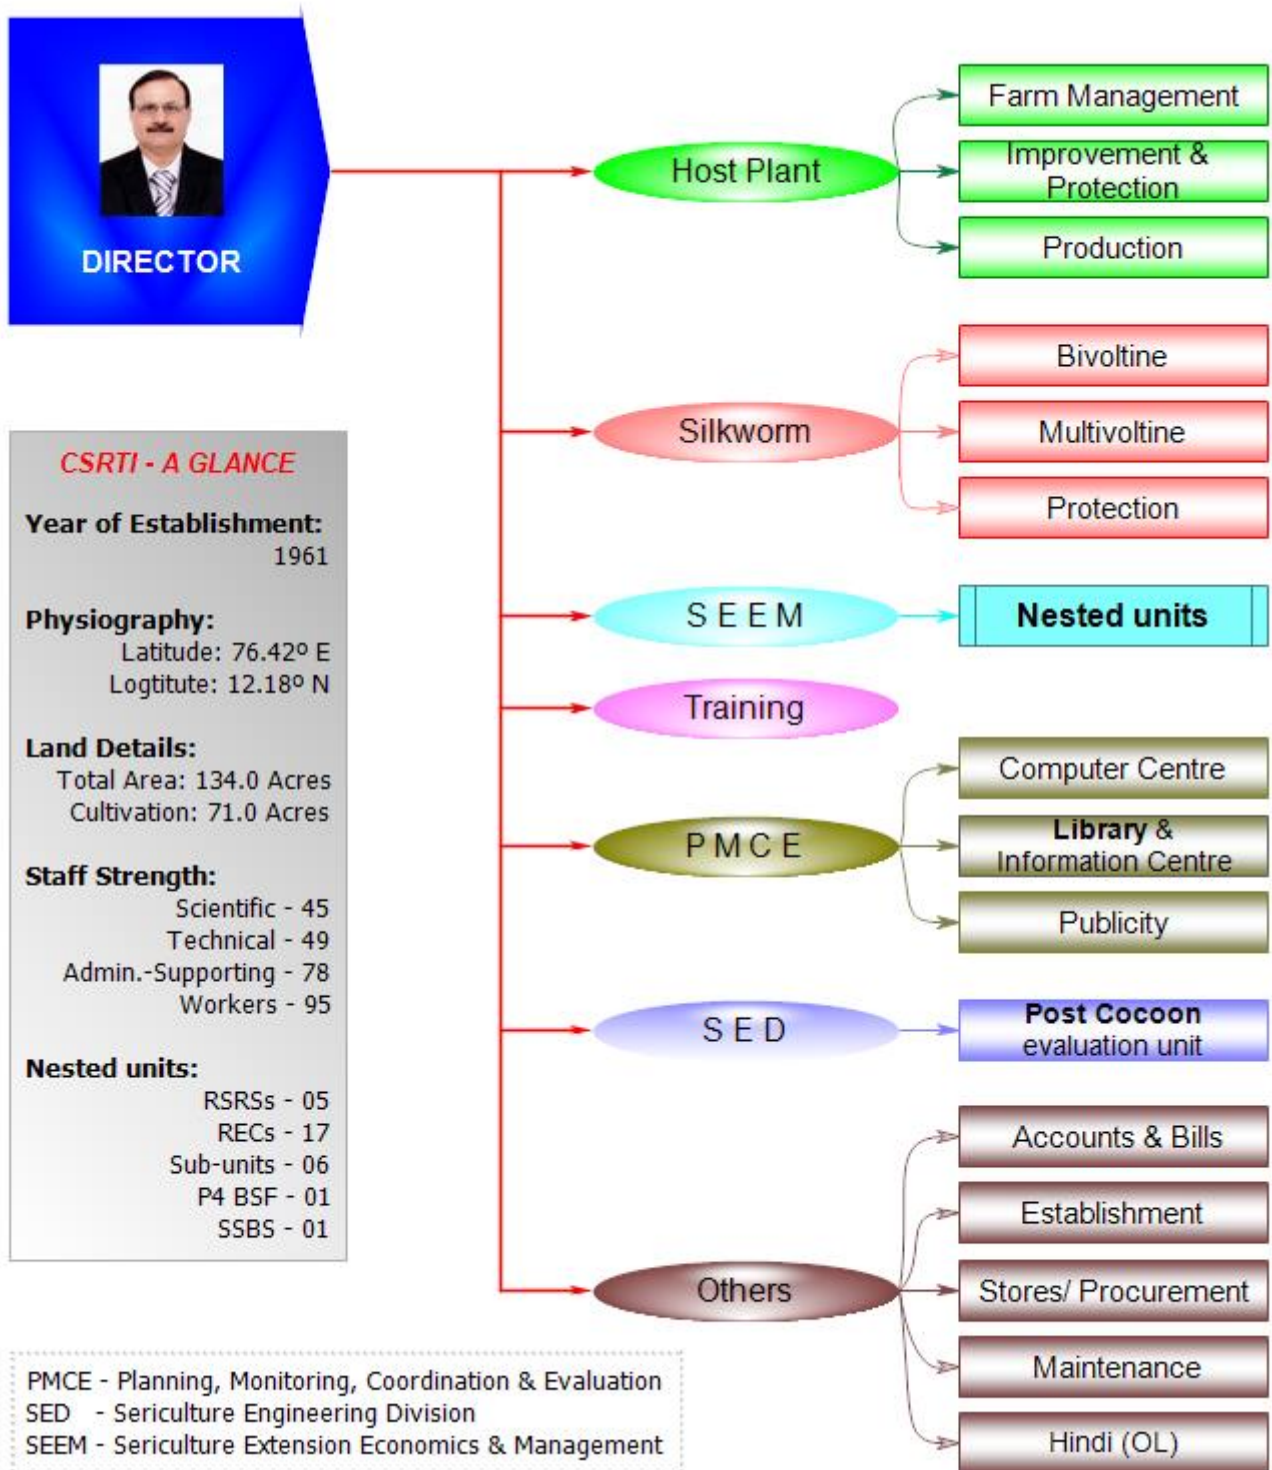 DIRECTOR
Host Plant
Farm Management
Improvement &
Protection
Production
Silkworm
Bivoltine
Multivoltine
Protection
S E E M
Nested units
Training
P M C E
Computer Centre
Library &
Information Centre
Publicity
S E D
Post Cocoon
evaluation unit
Others
Accounts & Bills
Establishment
Stores/ Procurement
Maintenance
Hindi (OL)
CSRTI - A GLANCE
Year of Establishment:
1961
Physiography:
Latitude: 76.42º E
Logtitute: 12.18º N
Land Details:
Total Area: 134.0 Acres
Cultivation: 71.0 Acres
Staff Strength:
Scientific - 45
Technical - 49
Admin.-Supporting - 78
Workers - 95
Nested units:
RSRSs - 05
RECs - 17
Sub-units - 06
P4 BSF - 01
SSBS - 01
PMCE - Planning, Monitoring, Coordination & Evaluation
SED - Sericulture Engineering Division
SEEM - Sericulture Extension Economics & Management